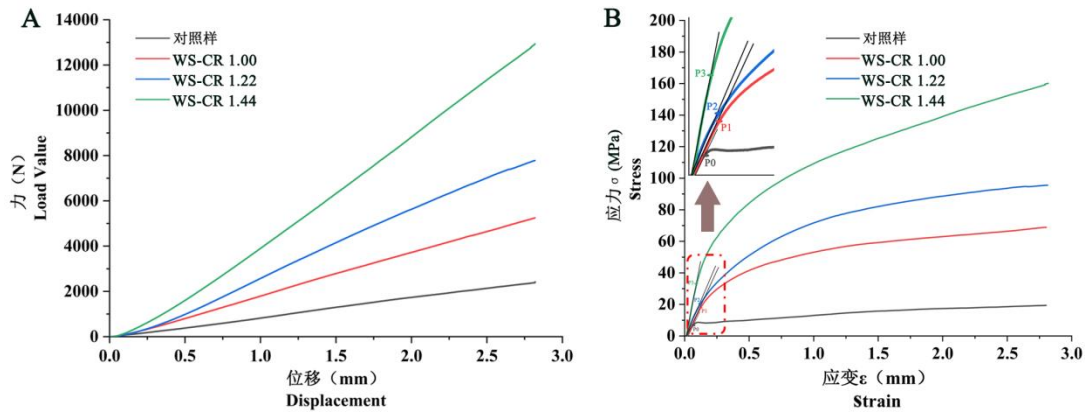 A
14000
12000
10000
8000
6000
4000
2000
0
力（N）
Load Value
对照样
WS-CR 1.00
WS-CR 1.22
WS-CR 1.44
0.0 0.5 1.0 1.5 2.0 2.5 3.0
位移（mm）
Displacement
B
200
180
160
140
120
100
80
60
40
20
0
应力 σ (MPa)
Stress
对照样
WS-CR 1.00
WS-CR 1.22
WS-CR 1.44
P3
P2
P1
P0
P2
P1
P0
0.0 0.5 1.0 1.5 2.0 2.5 3.0
应变ε（mm）
Strain